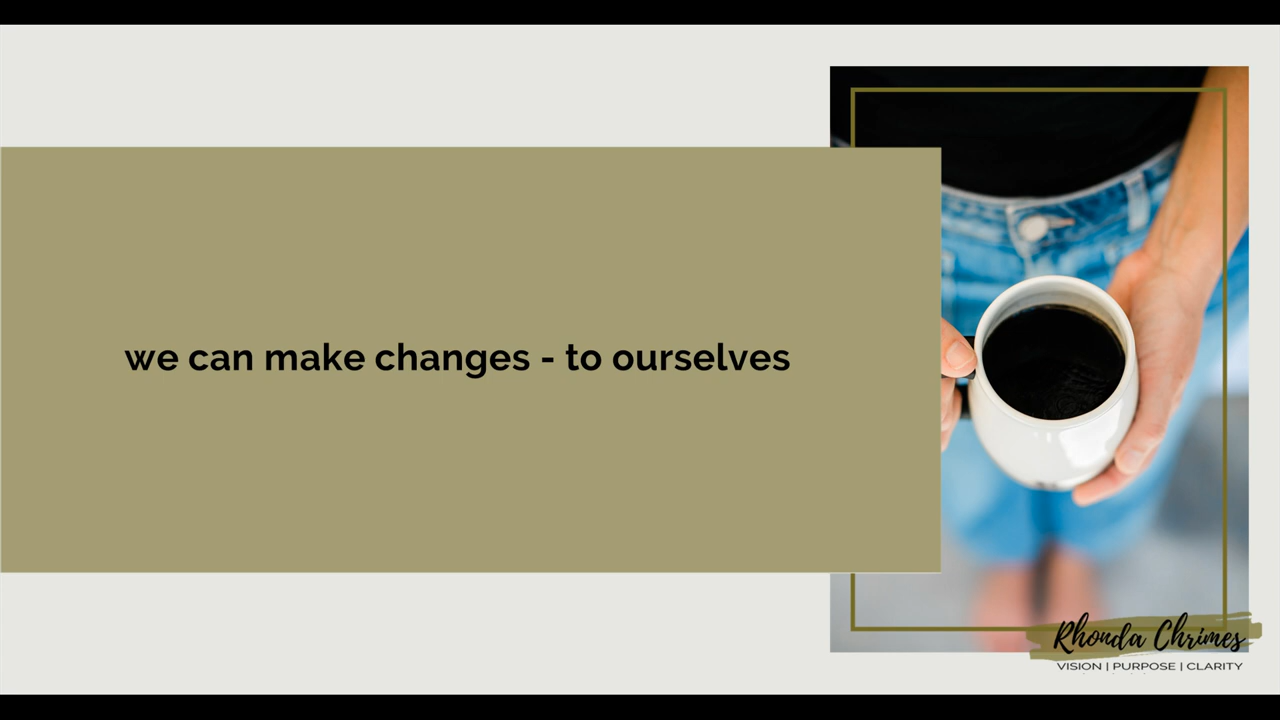 we can make changes - to ourselves
Rhonda Chrimes
VISION | PURPOSE | CLARITY